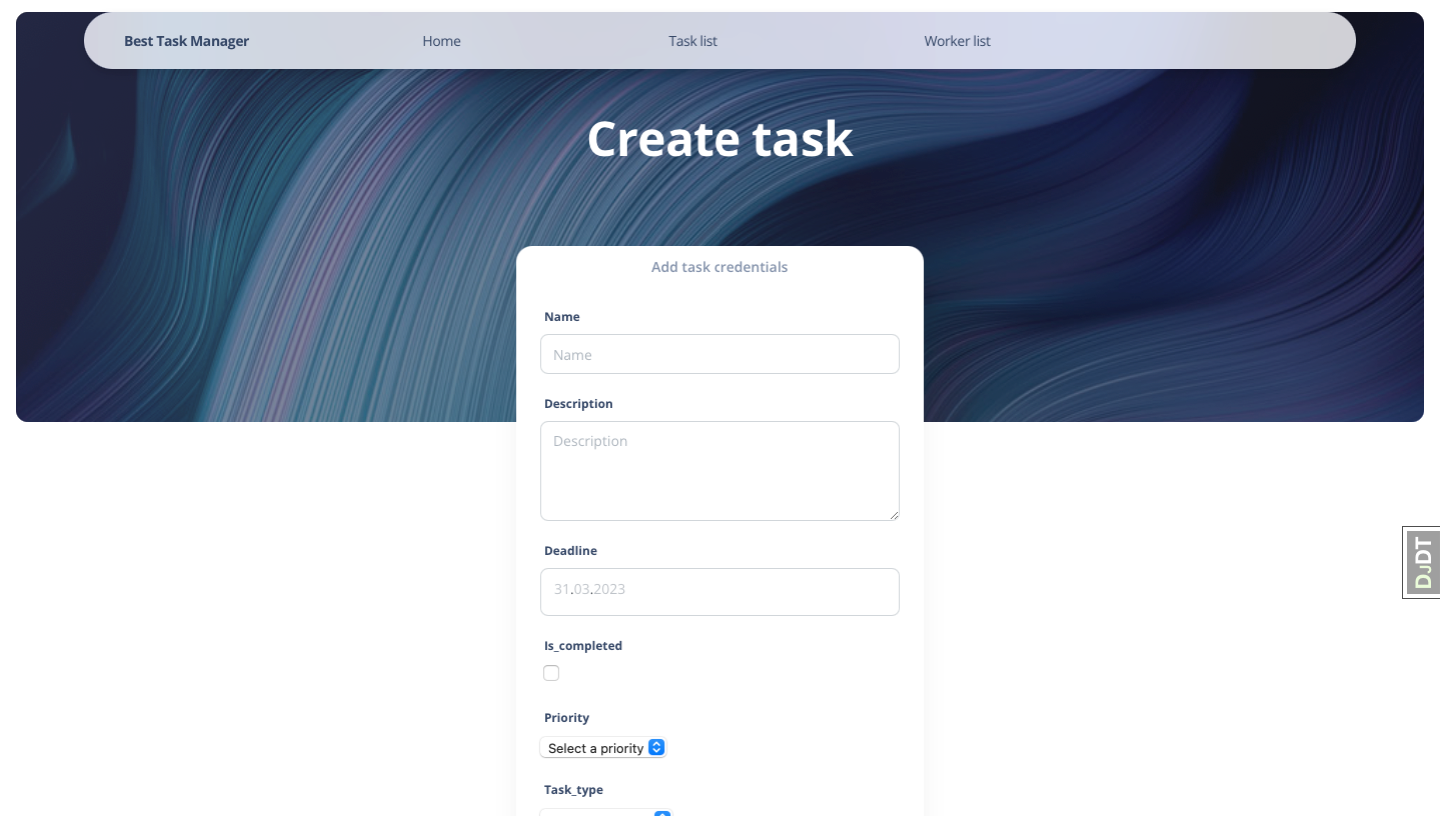 Best Task Manager Home Task list Worker list
Create task
Add task credentials
Name
Name
Description
Description
Deadline
31.03.2023
DJDT
Is_completed
Priority
Select a priority
Task_type